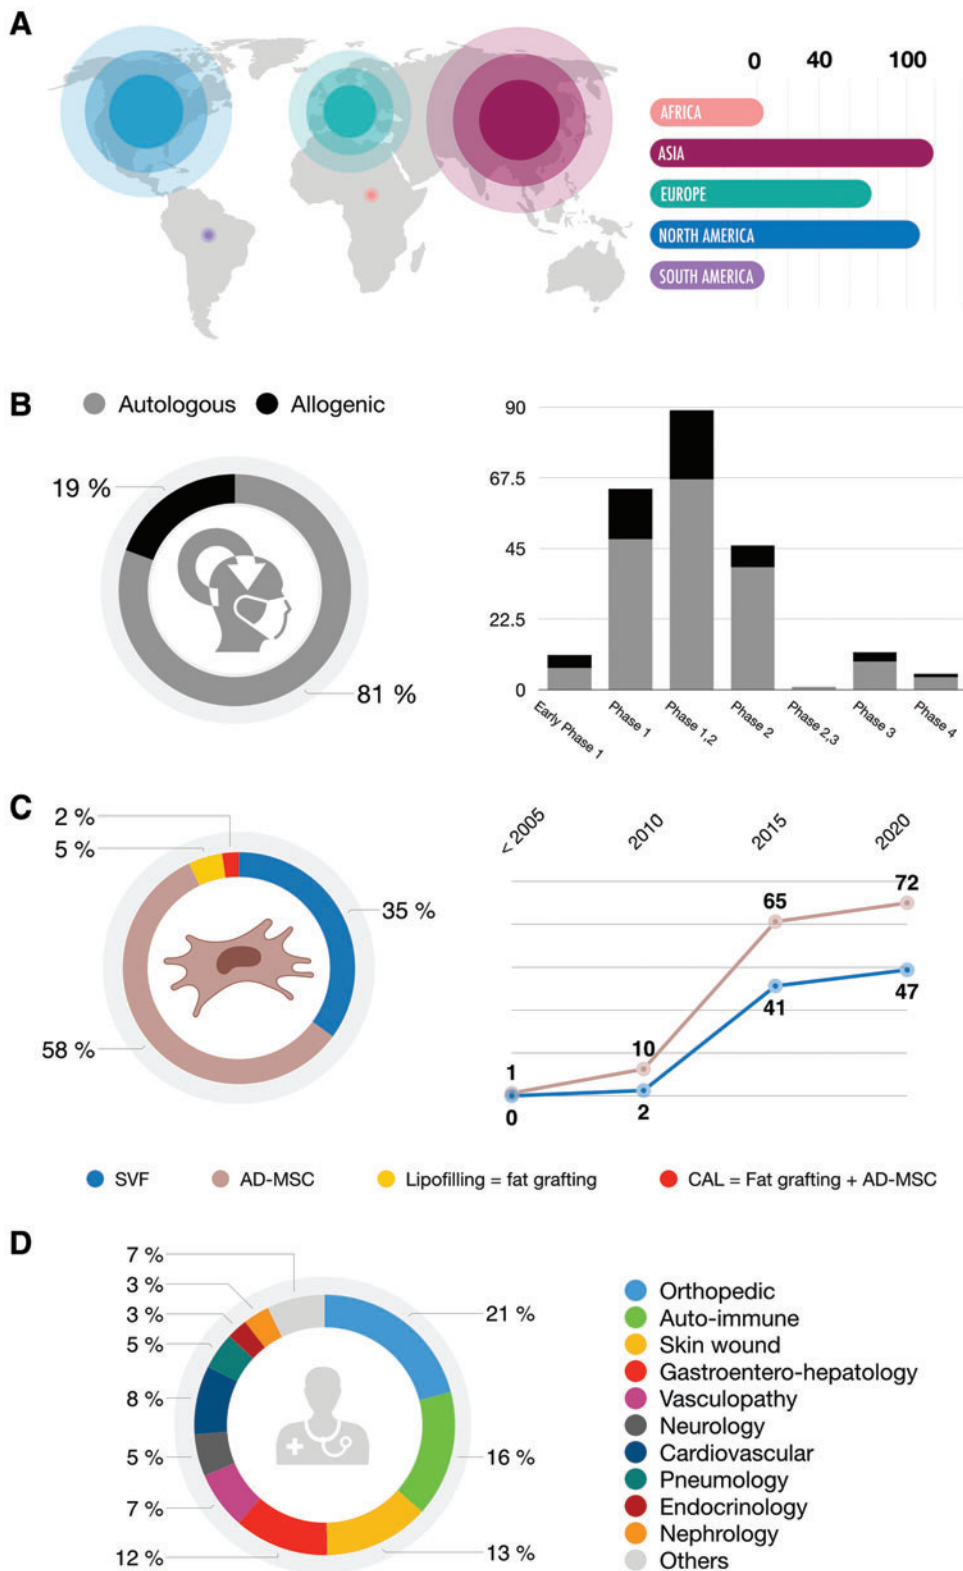 A
0 40 100
AFRICA
ASIA
EUROPE
NORTH AMERICA
SOUTH AMERICA
B
Autologous Allogenic
19 %
81 %
90
67.5
45
22.5
0
Early Phase 1
Phase 1
Phase 1,2
Phase 2
Phase 2,3
Phase 3
Phase 4
C
2 %
5 %
35 %
58 %
< 2005
2010
2015
2020
72
65
47
41
10
1
0
2
SVF AD-MSC Lipofilling = fat grafting CAL = Fat grafting + AD-MSC
D
7 %
3 %
3 %
5 %
8 %
5 %
7 %
12 %
21 %
16 %
13 %
Orthopedic
Auto-immune
Skin wound
Gastroentero-hepatology
Vasculopathy
Neurology
Cardiovascular
Pneumology
Endocrinology
Nephrology
Others